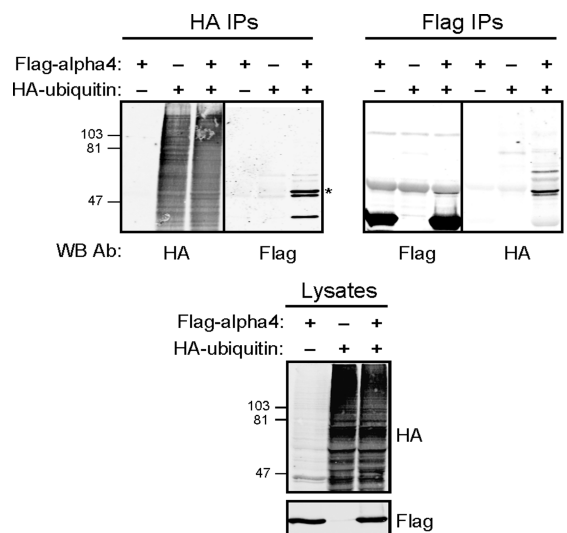 HA IPs Flag IPs
Flag-alpha4: + – + + – + + – + + – +
HA-ubiquitin: – + + – + + – + + – + +
103
81
47
*
WB Ab: HA Flag Flag HA
Lysates
Flag-alpha4: + – +
HA-ubiquitin: – + +
103
81
HA
47
Flag